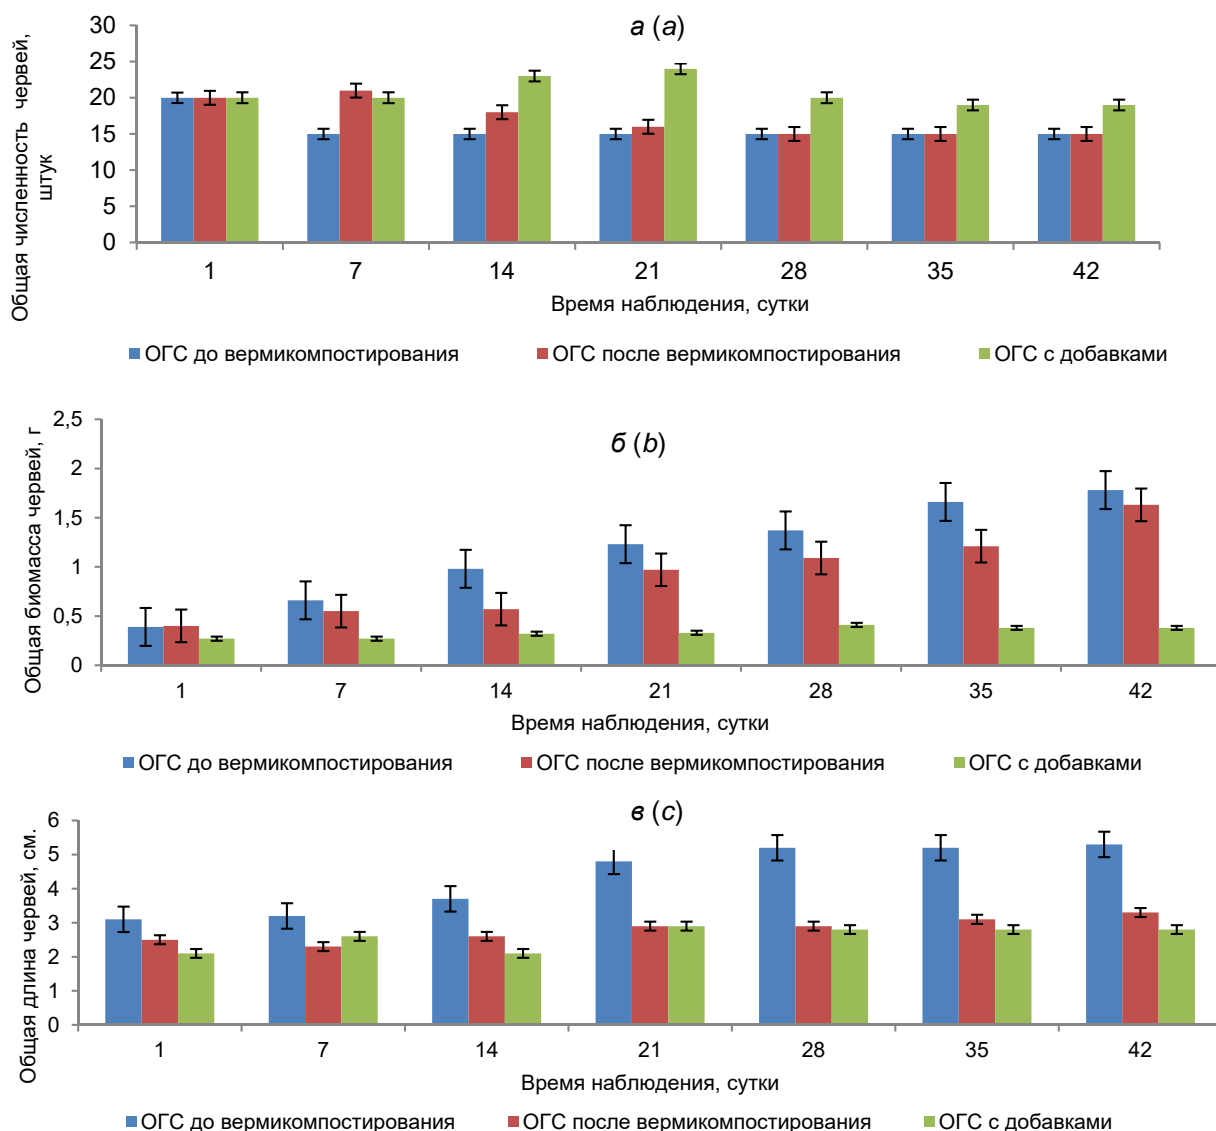 а (a)
Общая численность червей,
штук
30
25
20
15
10
5
0
1 7 14 21 28 35 42
Время наблюдения, сутки
ОГС до вермикомпостирования ОГС после вермикомпостирования ОГС с добавками
б (b)
Общая биомасса червей, г
2,5
2
1,5
1
0,5
0
1 7 14 21 28 35 42
Время наблюдения, сутки
ОГС до вермикомпостирования ОГС после вермикомпостирования ОГС с добавками
в (c)
Общая длина червей, см.
6
5
4
3
2
1
0
1 7 14 21 28 35 42
Время наблюдения, сутки
ОГС до вермикомпостирования ОГС после вермикомпостирования ОГС с добавками